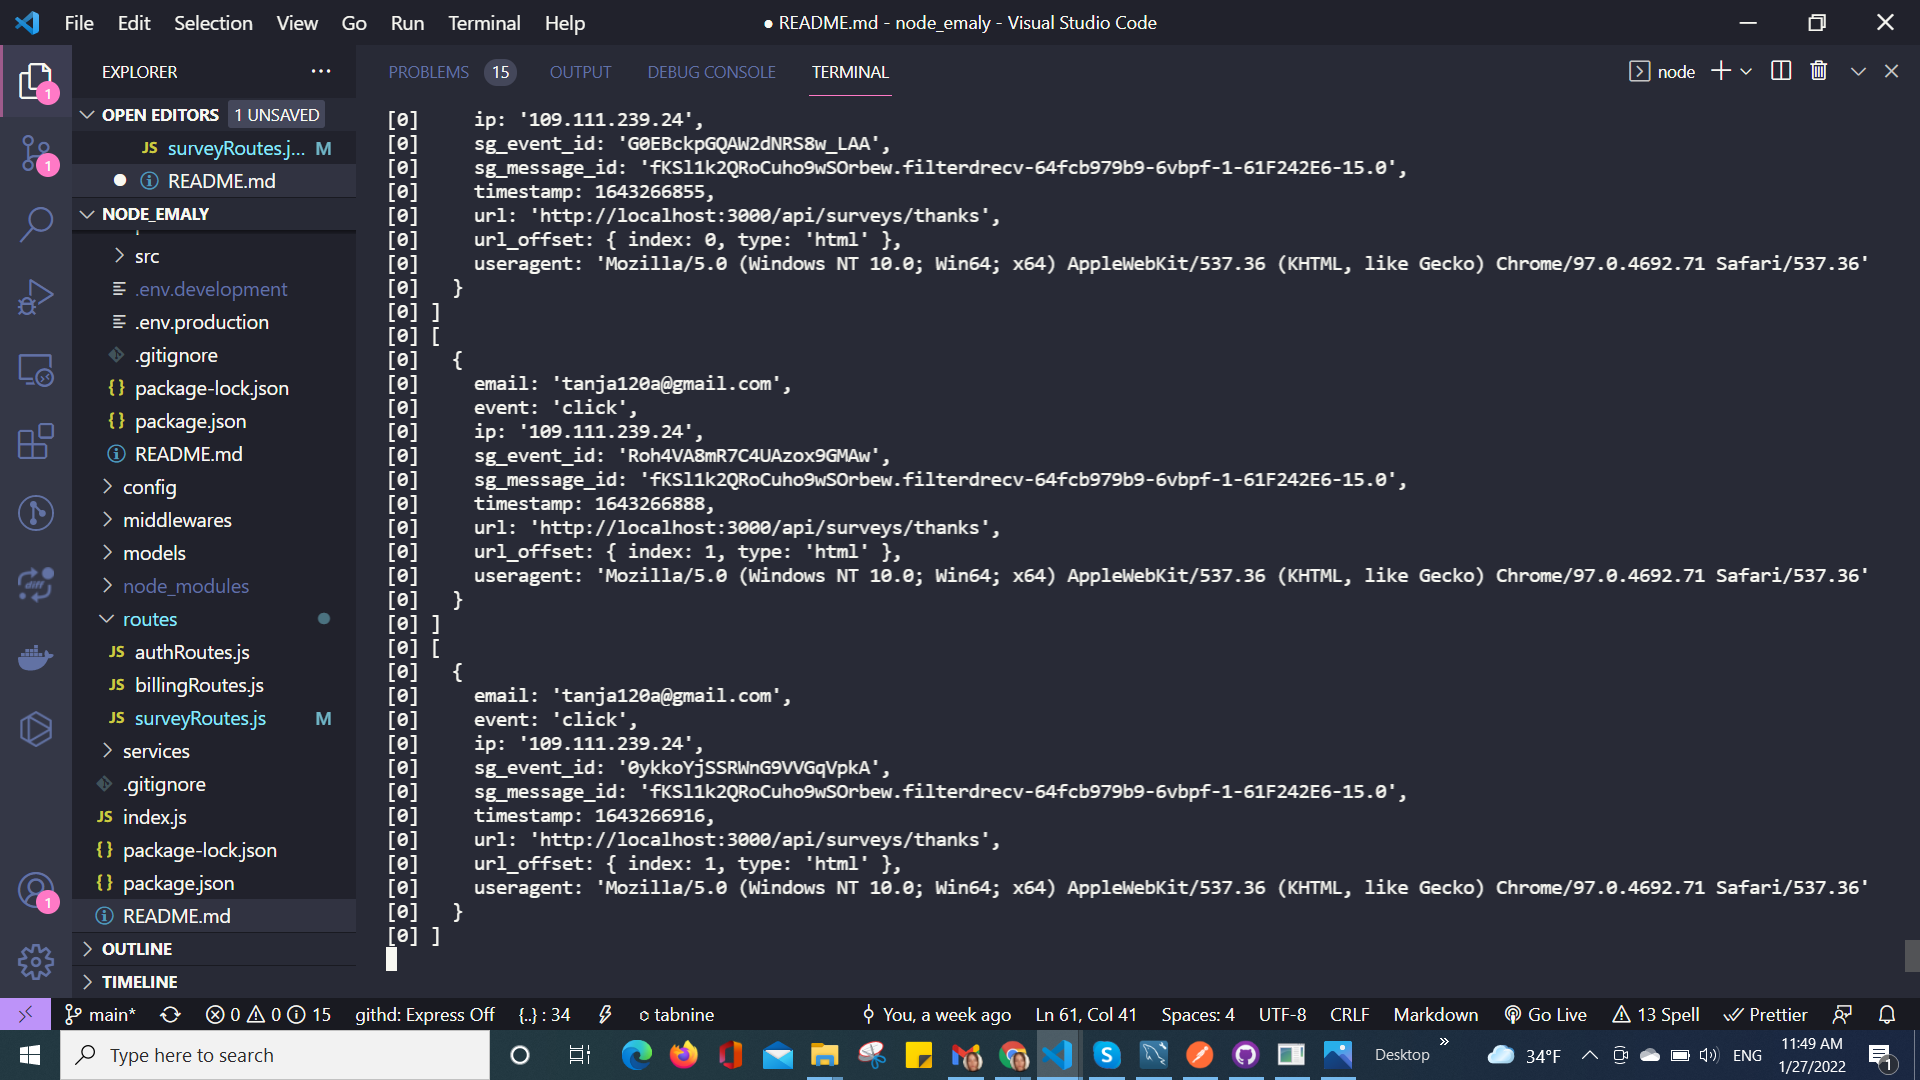 File Edit Selection View Go Run Terminal Help
● README.md - node_emaly - Visual Studio Code
EXPLORER ···
OPEN EDITORS 1 UNSAVED
JS surveyRoutes.j... M
README.md
NODE_EMALY
src
.env.development
.env.production
.gitignore
{} package-lock.json
{} package.json
README.md
config
middlewares
models
node_modules
routes
JS authRoutes.js
JS billingRoutes.js
JS surveyRoutes.js M
services
.gitignore
JS index.js
{} package-lock.json
{} package.json
README.md
OUTLINE
TIMELINE
1
1
diff
1
PROBLEMS 15 OUTPUT DEBUG CONSOLE TERMINAL
node
[0]     ip: '109.111.239.24',
[0]     sg_event_id: 'G0EBckpGQAW2dNRS8w_LAA',
[0]     sg_message_id: 'fKSl1k2QRoCuho9wSOrbew.filterdrecv-64fcb979b9-6vbpf-1-61F242E6-15.0',
[0]     timestamp: 1643266855,
[0]     url: 'http://localhost:3000/api/surveys/thanks',
[0]     url_offset: { index: 0, type: 'html' },
[0]     useragent: 'Mozilla/5.0 (Windows NT 10.0; Win64; x64) AppleWebKit/537.36 (KHTML, like Gecko) Chrome/97.0.4692.71 Safari/537.36'
[0]   }
[0] ]
[0] [
[0]   {
[0]     email: 'tanja120a@gmail.com',
[0]     event: 'click',
[0]     ip: '109.111.239.24',
[0]     sg_event_id: 'Roh4VA8mR7C4UAzox9GMAw',
[0]     sg_message_id: 'fKSl1k2QRoCuho9wSOrbew.filterdrecv-64fcb979b9-6vbpf-1-61F242E6-15.0',
[0]     timestamp: 1643266888,
[0]     url: 'http://localhost:3000/api/surveys/thanks',
[0]     url_offset: { index: 1, type: 'html' },
[0]     useragent: 'Mozilla/5.0 (Windows NT 10.0; Win64; x64) AppleWebKit/537.36 (KHTML, like Gecko) Chrome/97.0.4692.71 Safari/537.36'
[0]   }
[0] ]
[0] [
[0]   {
[0]     email: 'tanja120a@gmail.com',
[0]     event: 'click',
[0]     ip: '109.111.239.24',
[0]     sg_event_id: '0ykkoYjSSRWnG9VVGqVpkA',
[0]     sg_message_id: 'fKSl1k2QRoCuho9wSOrbew.filterdrecv-64fcb979b9-6vbpf-1-61F242E6-15.0',
[0]     timestamp: 1643266916,
[0]     url: 'http://localhost:3000/api/surveys/thanks',
[0]     url_offset: { index: 1, type: 'html' },
[0]     useragent: 'Mozilla/5.0 (Windows NT 10.0; Win64; x64) AppleWebKit/537.36 (KHTML, like Gecko) Chrome/97.0.4692.71 Safari/537.36'
[0]   }
[0] ]
main* 0 0 15 githd: Express Off {..} : 34 tabnine You, a week ago Ln 61, Col 41 Spaces: 4 UTF-8 CRLF Markdown Go Live 13 Spell Prettier
Type here to search
Desktop » 34°F ENG 11:49 AM
1/27/2022
1